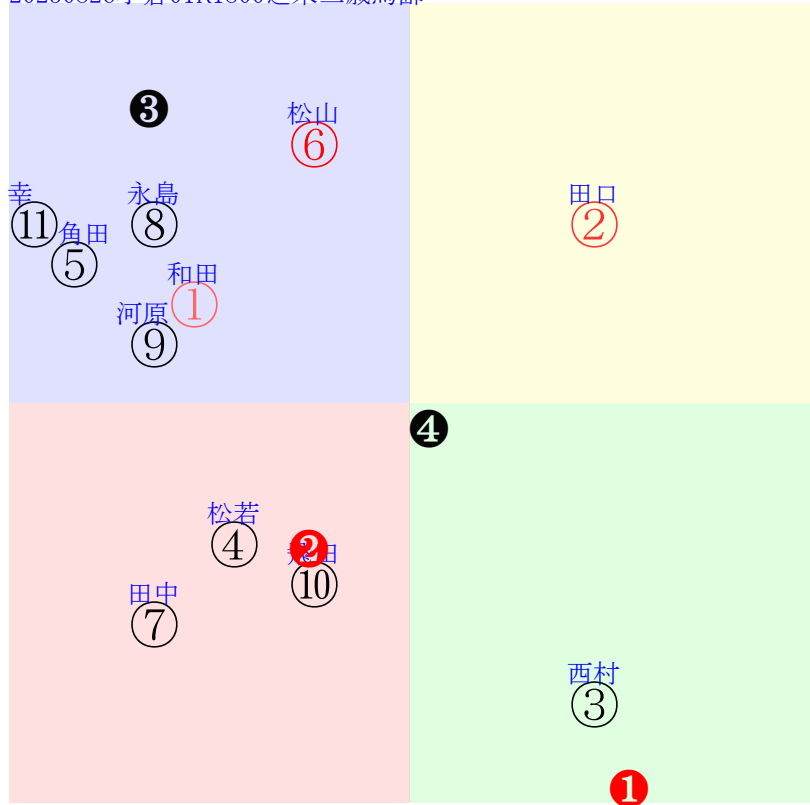 ❸
松山
⑥
幸
永島
田口
⑪
⑧
②
角田
⑤
和田
①
河原
⑨
❹
松若
④
❷
⑩
田中
⑦
西村
③
❶